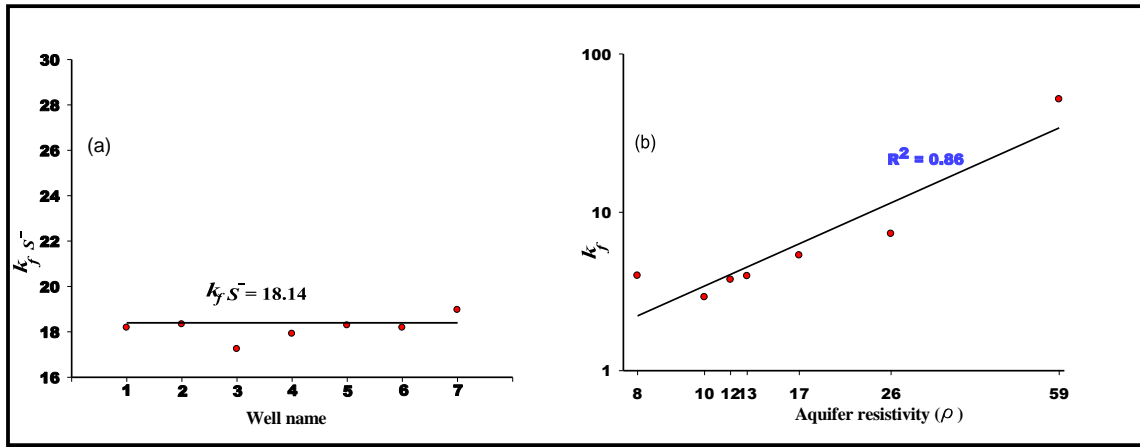 30
28
26
24
22
20
18
16
(a)
k_f s⁻
k_f s⁻ = 18.14
1 2 3 4 5 6 7
Well name
100
10
1
(b)
k_f
R² = 0.86
8 10 12 13 17 26 59
Aquifer resistivity (ρ)